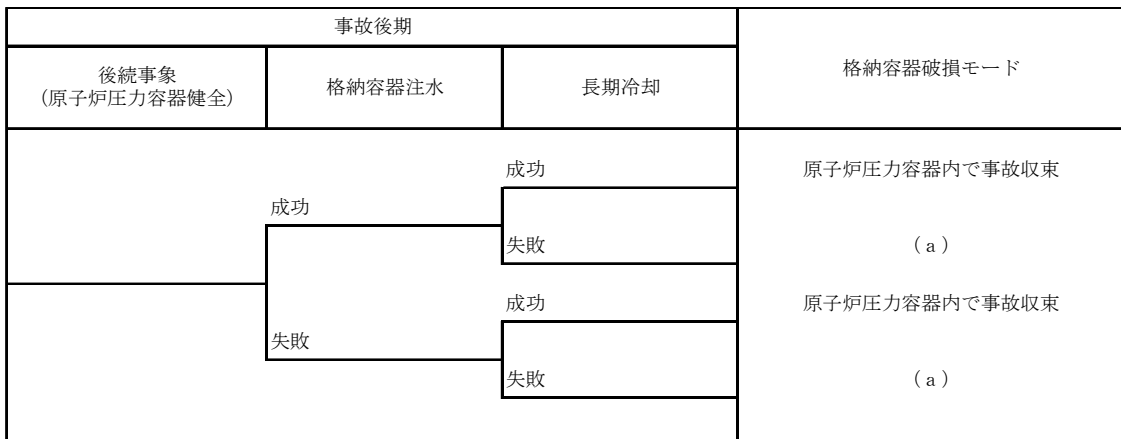 事故後期
格納容器破損モード
後続事象
(原子炉圧力容器健全)
格納容器注水
長期冷却
成功
原子炉圧力容器内で事故収束
成功
失敗
(a)
成功
原子炉圧力容器内で事故収束
失敗
失敗
(a)